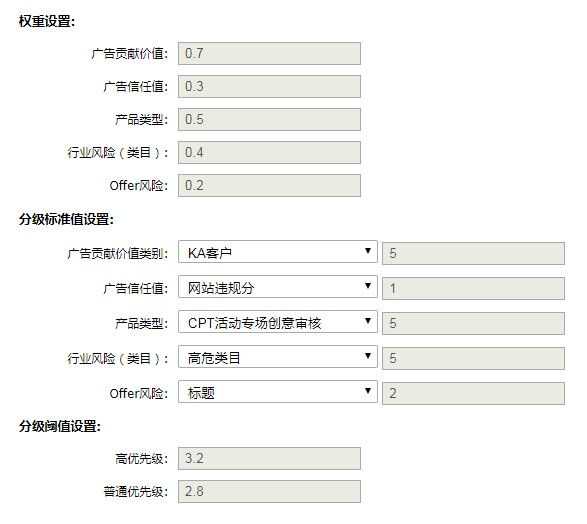 权重设置：
广告贡献价值： 0.7
广告信任值： 0.3
产品类型： 0.5
行业风险（类目）： 0.4
Offer风险： 0.2
分级标准值设置：
广告贡献价值类别： KA客户 5
广告信任值： 网站违规分 1
产品类型： CPT活动专场创意审核 5
行业风险（类目）： 高危类目 5
Offer风险： 标题 2
分级阈值设置：
高优先级： 3.2
普通优先级： 2.8